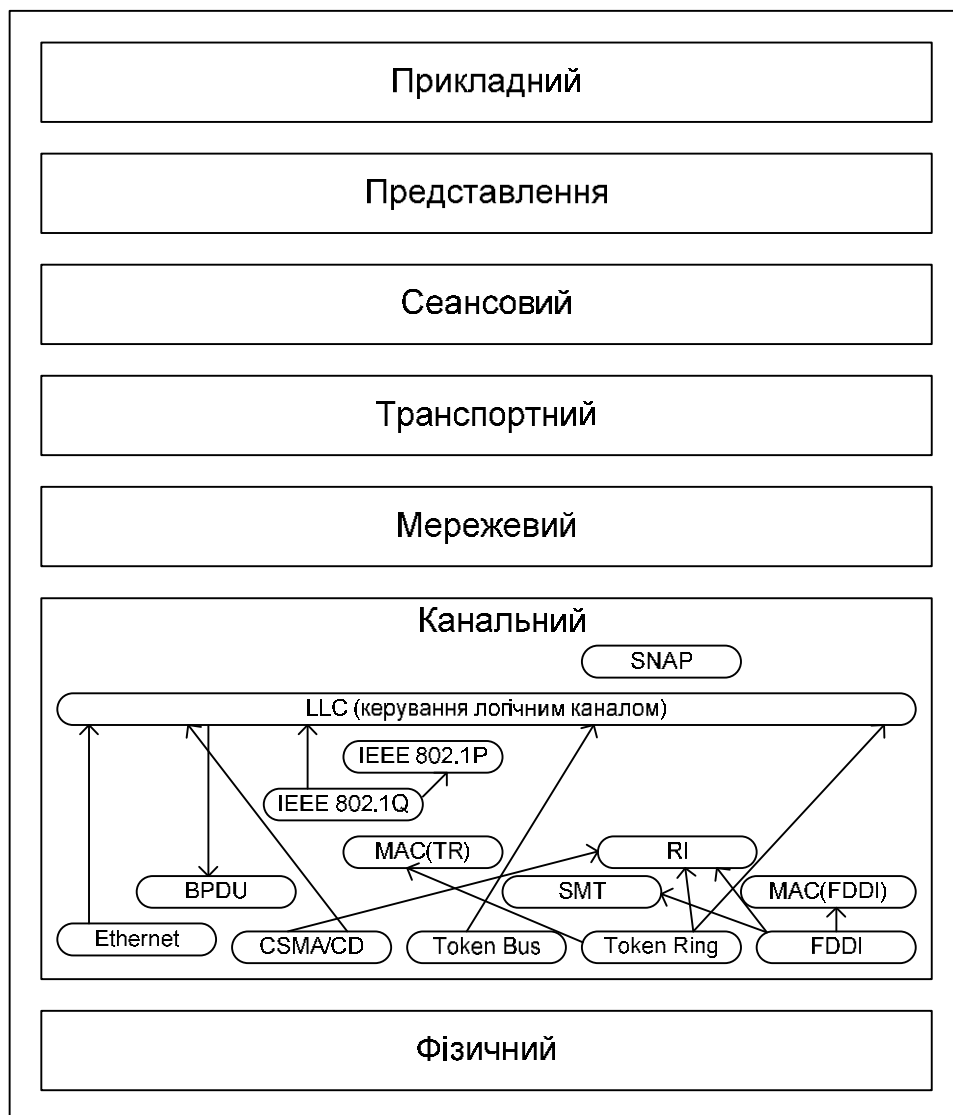 Прикладний
Представлення
Сеансовий
Транспортний
Мережевий
Канальний
SNAP
LLC (керування логічним каналом)
IEEE 802.1P
IEEE 802.1Q
MAC(TR)
RI
BPDU
SMT
MAC(FDDI)
Ethernet
CSMA/CD
Token Bus
Token Ring
FDDI
Фізичний